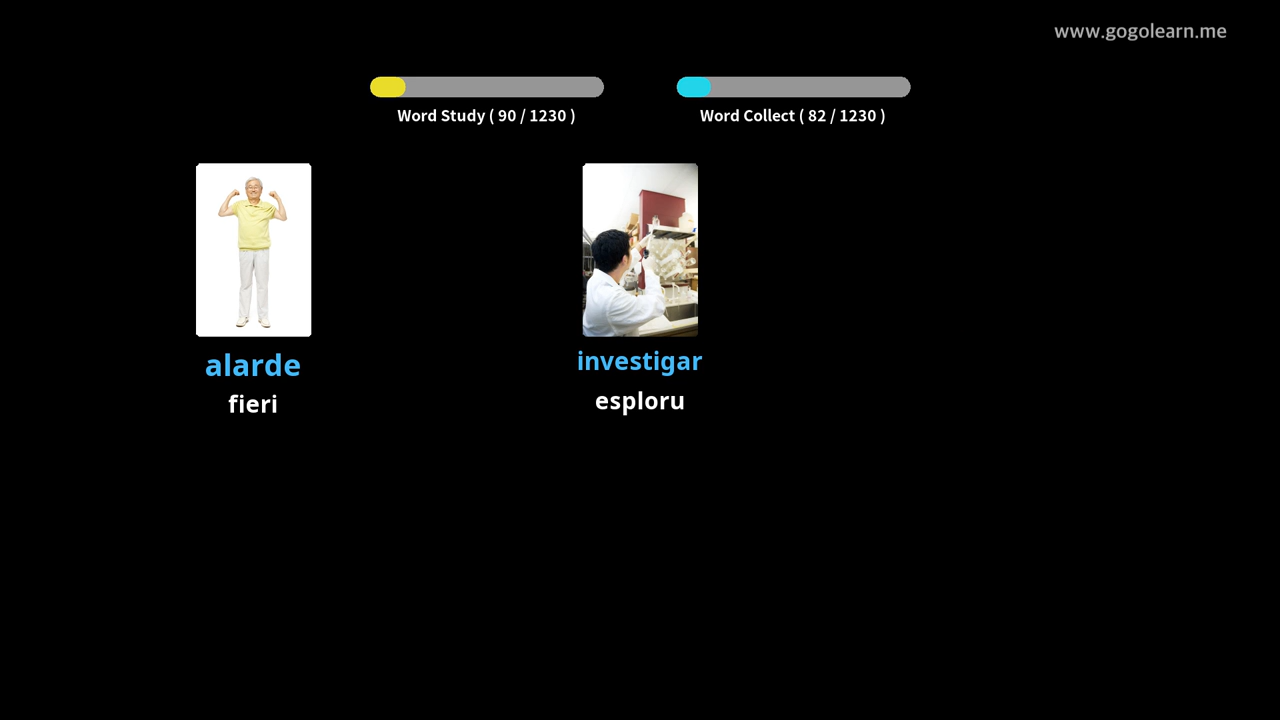 www.gogolearn.me
Word Study ( 90 / 1230 )
Word Collect ( 82 / 1230 )
alarde
fieri
investigar
esploru